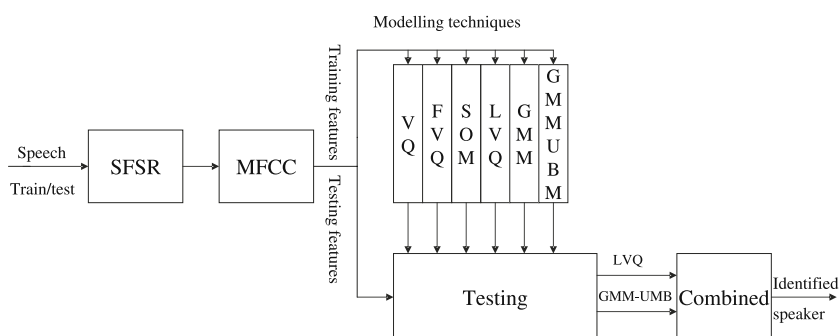 Modelling techniques
Training features
Testing features
Speech
Train/test
SFSR
MFCC
VQ
FVQ
SOM
LVQ
GMM
GMMUBM
Testing
LVQ
GMM-UMB
Combined
Identified
speaker